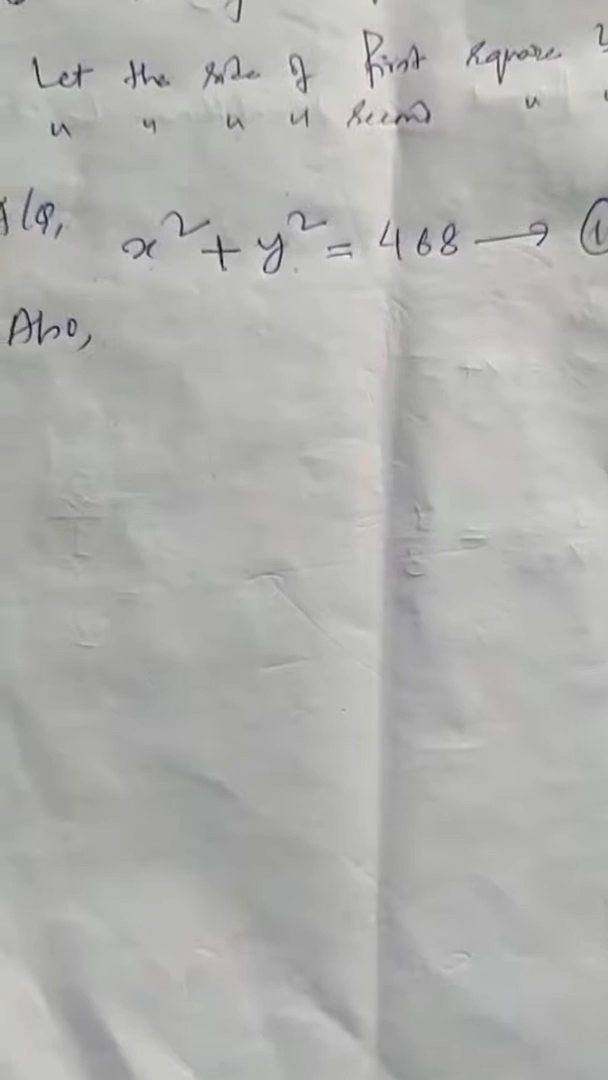 Let the side of first square
" " " " second "
A/Q, x² + y² = 468 → ①
Also,